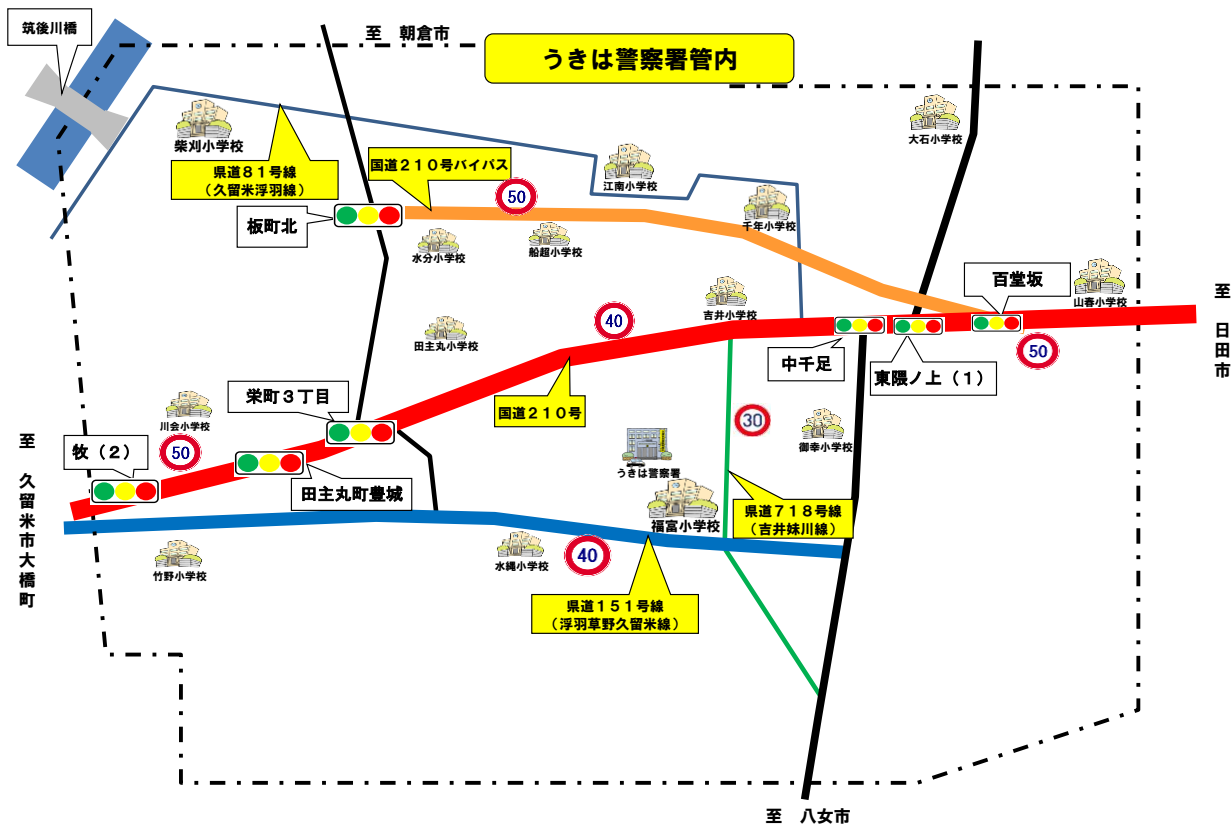 筑後川橋
至　朝倉市
うきは警察署管内
柴刈小学校
大石小学校
県道８１号線
（久留米浮羽線）
国道２１０号バイパス
江南小学校
50
千年小学校
板町北
水分小学校
船超小学校
百堂坂
山春小学校
至　日田市
吉井小学校
40
田主丸小学校
中千足
東隈ノ上（１）
50
栄町３丁目
国道２１０号
川会小学校
30
御幸小学校
至　久留米市大橋町
牧（２）
50
うきは警察署
田主丸町豊城
福富小学校
県道７１８号線
（吉井妹川線）
竹野小学校
水縄小学校
40
県道１５１号線
（浮羽草野久留米線）
至　八女市